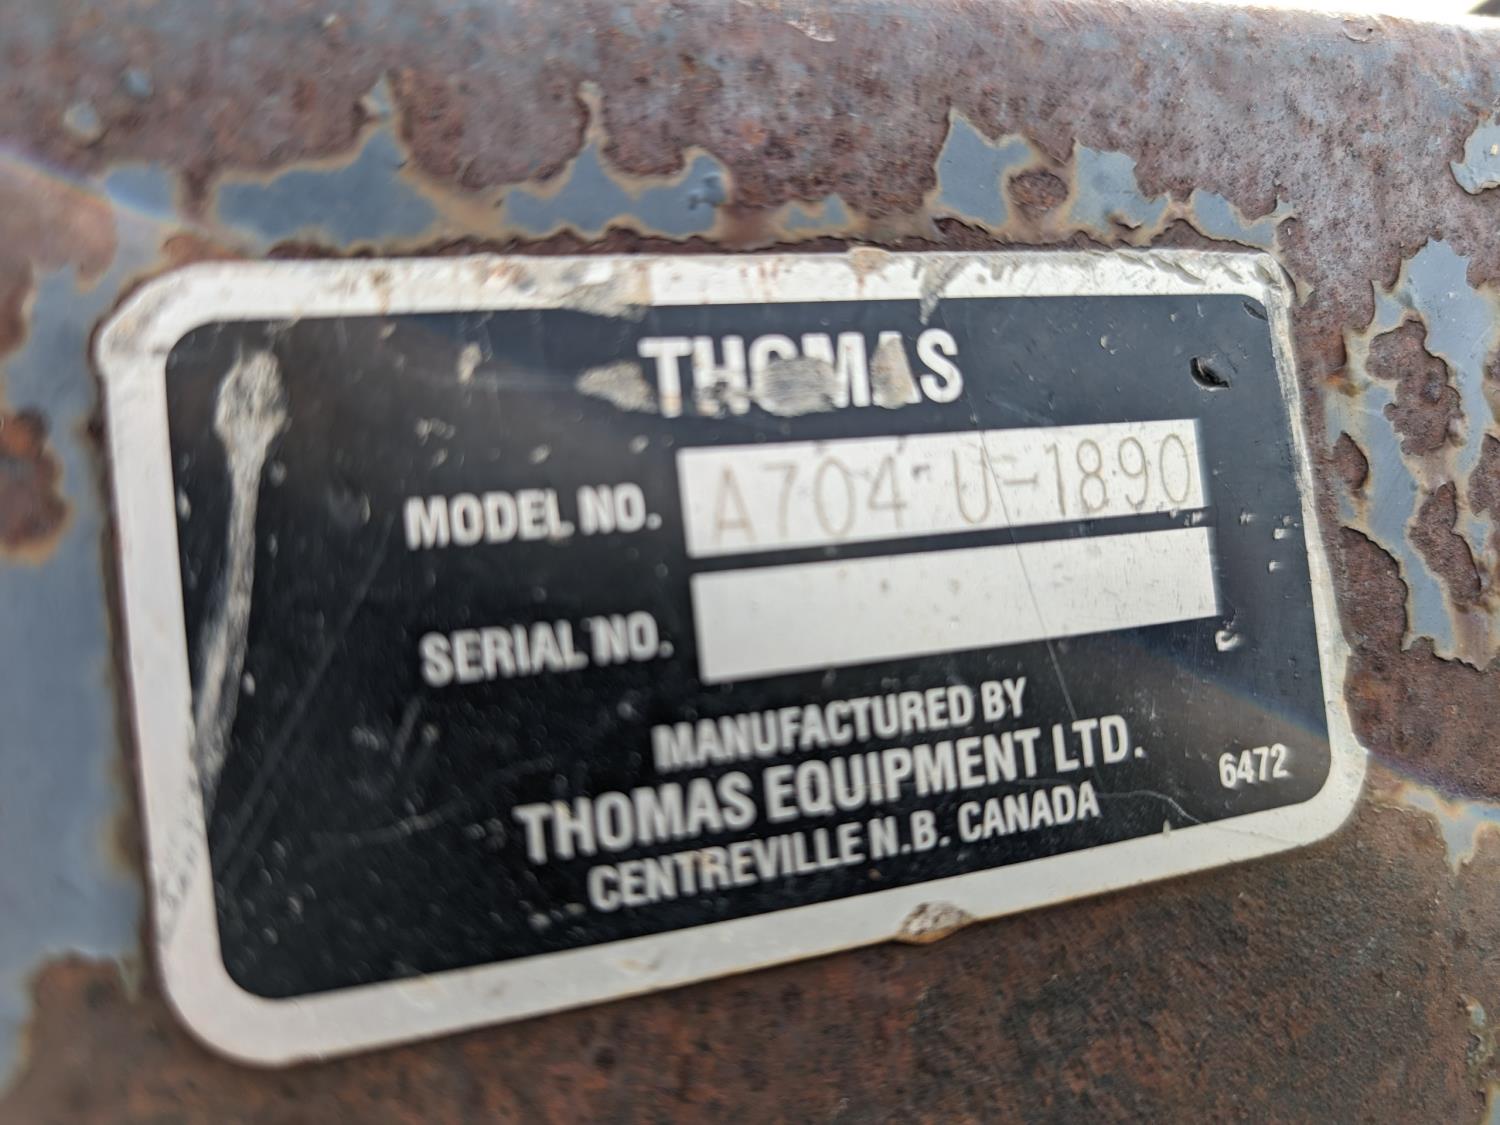 THOMAS
MODEL NO. A704 U-1890
SERIAL NO.
MANUFACTURED BY
THOMAS EQUIPMENT LTD.
CENTREVILLE N.B. CANADA
6472